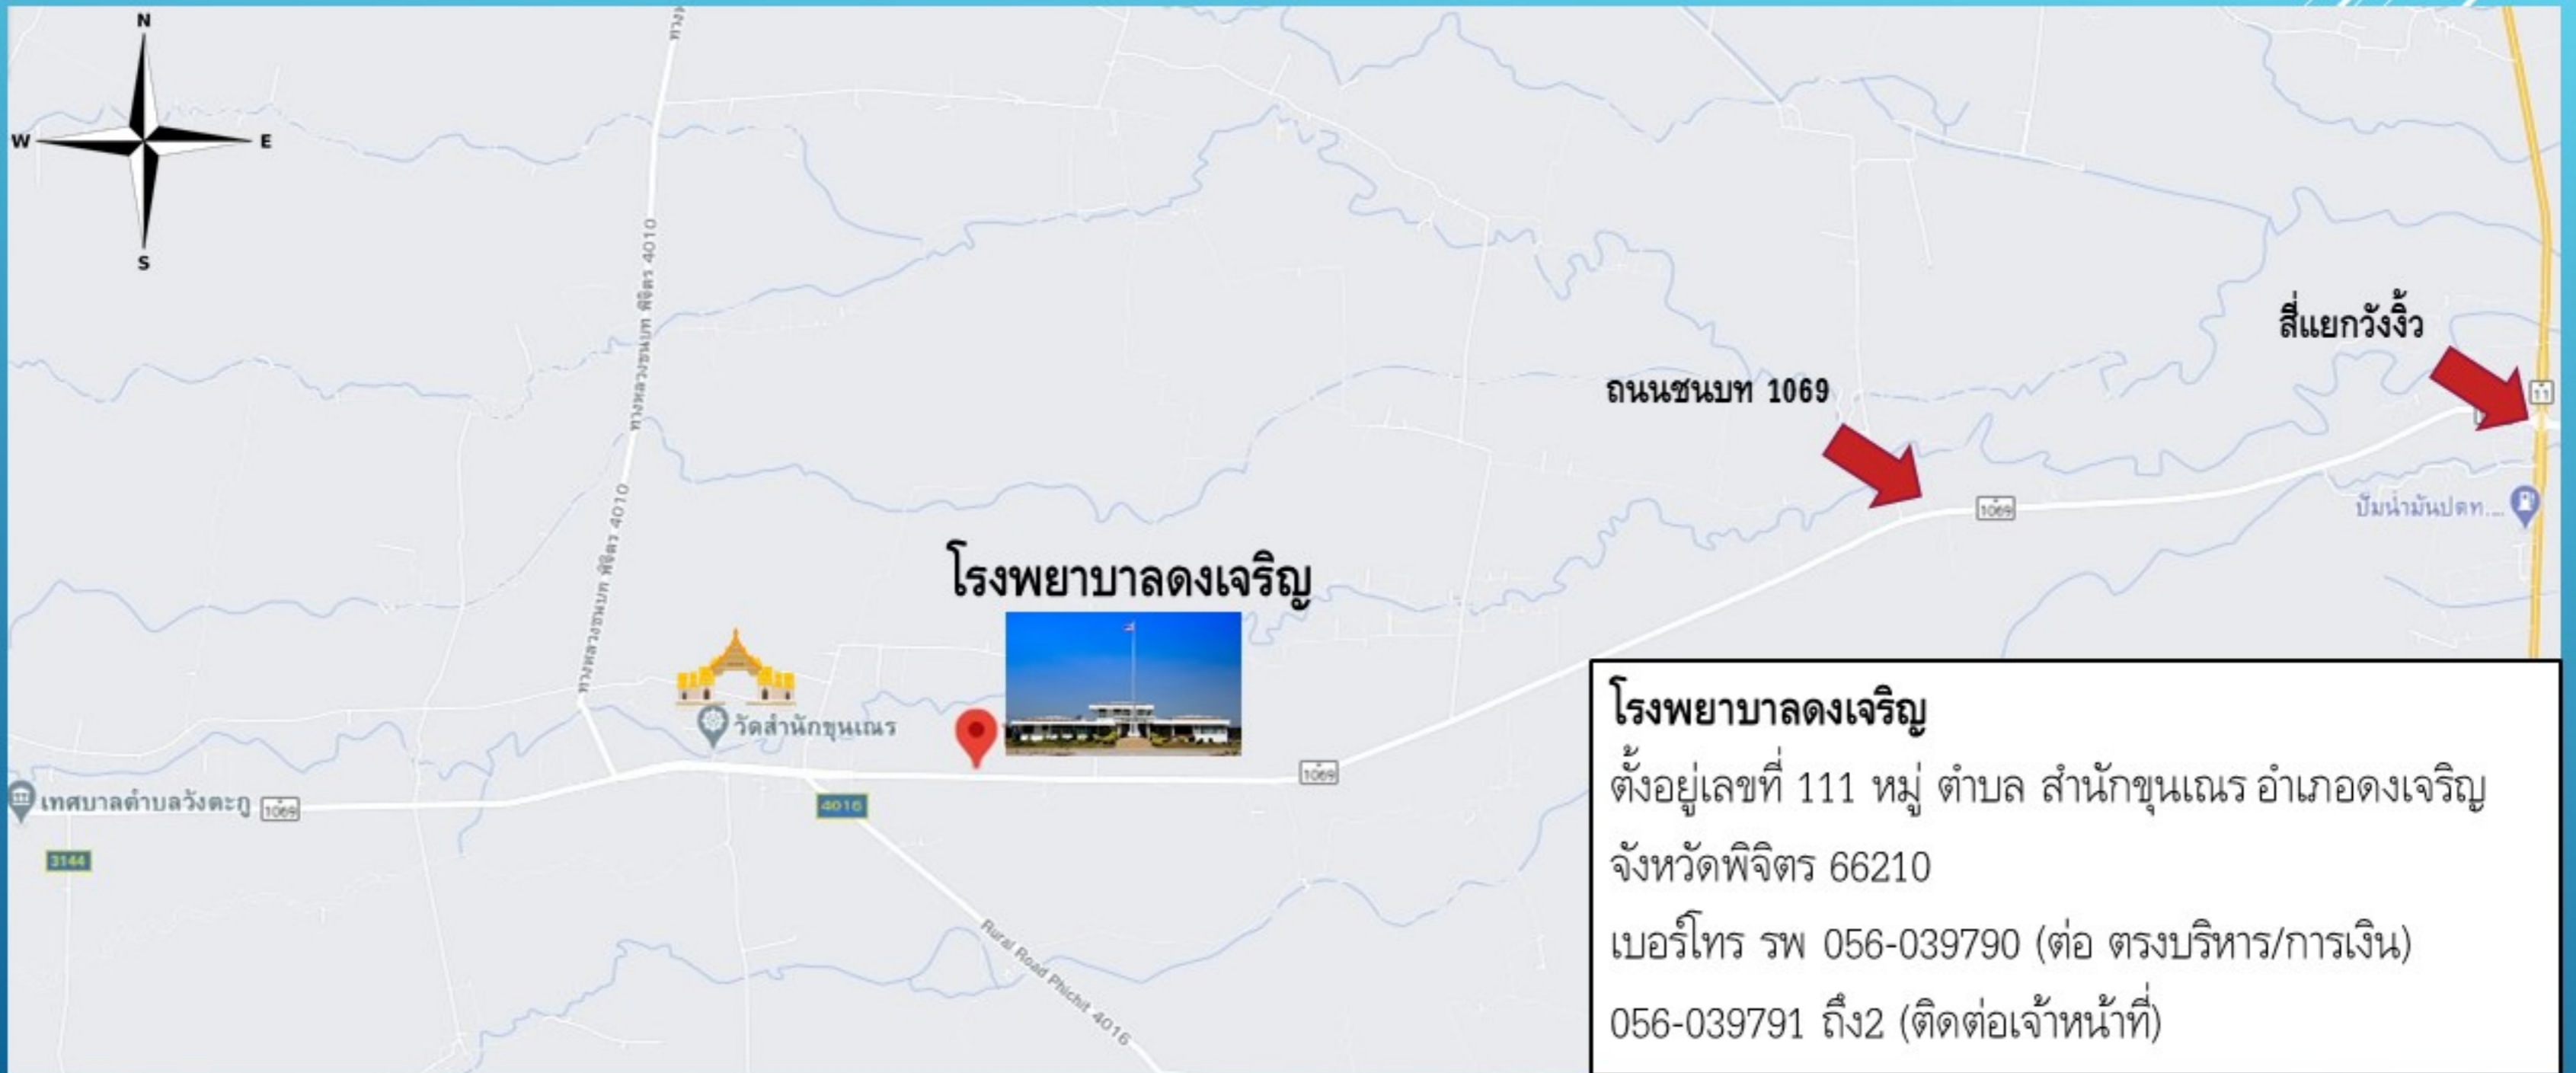 N
W
E
S
ทางหลวงชนบท พิจิตร 4010
ทางหลวงชนบท พิจิตร 4010
สี่แยกวังงิ้ว
11
ถนนชนบท 1069
1069
ปั๊มน้ำมันปตท....
โรงพยาบาลดงเจริญ
วัดสำนักขุนเณร
1069
4016
เทศบาลตำบลวังตะกู
1069
3144
Rural Road Phichit 4016
โรงพยาบาลดงเจริญ
ตั้งอยู่เลขที่ 111 หมู่ ตำบล สำนักขุนเณร อำเภอดงเจริญ
จังหวัดพิจิตร 66210
เบอร์โทร รพ 056-039790 (ต่อ ตรงบริหาร/การเงิน)
056-039791 ถึง2 (ติดต่อเจ้าหน้าที่)